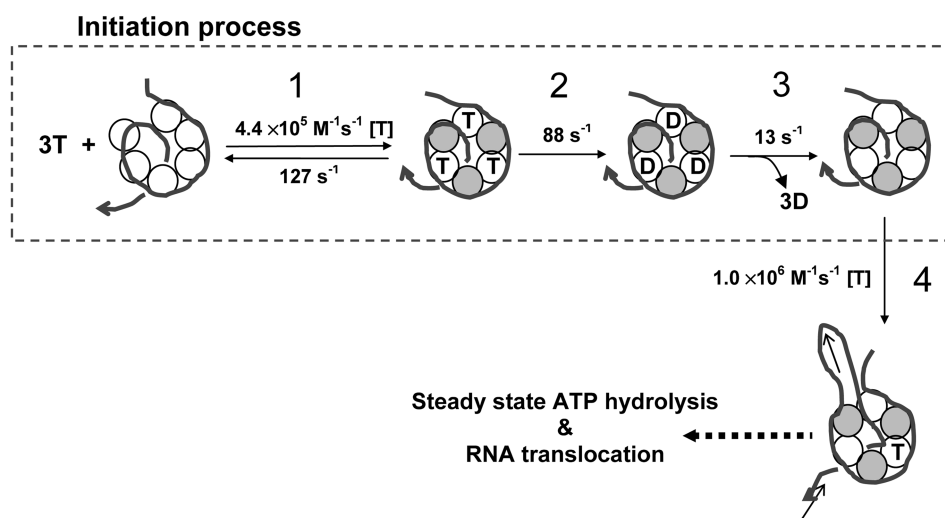 Initiation process
1
2
3
3T +
4.4 ×10⁵ M⁻¹s⁻¹ [T]
127 s⁻¹
T
T
T
88 s⁻¹
D
D
D
13 s⁻¹
3D
1.0 ×10⁶ M⁻¹s⁻¹ [T]
4
Steady state ATP hydrolysis
&
RNA translocation
T